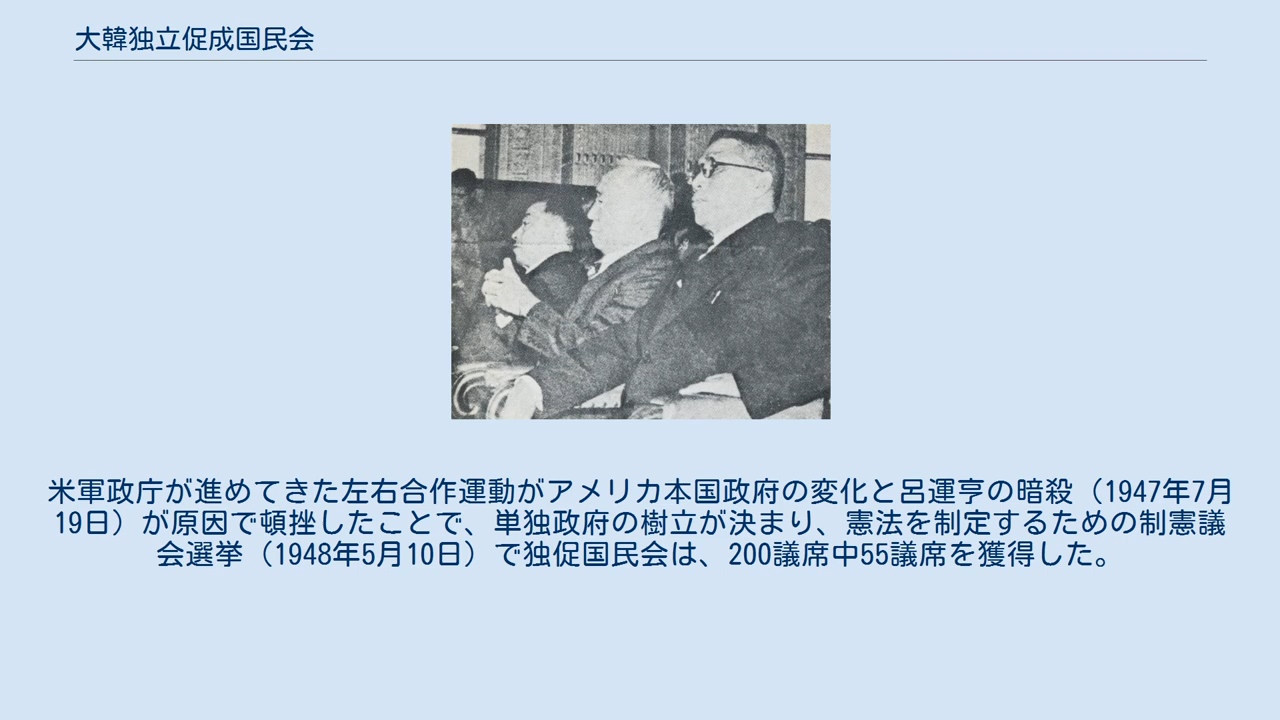 大韓独立促成国民会
米軍政庁が進めてきた左右合作運動がアメリカ本国政府の変化と呂運亨の暗殺（1947年7月
19日）が原因で頓挫したことで、単独政府の樹立が決まり、憲法を制定するための制憲議
会選挙（1948年5月10日）で独促国民会は、200議席中55議席を獲得した。